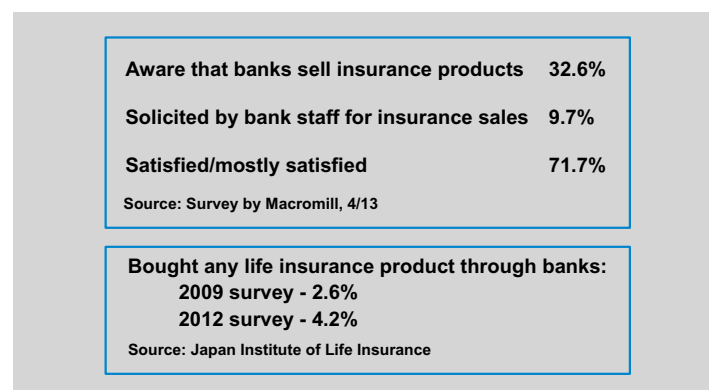 Aware that banks sell insurance products 32.6%
Solicited by bank staff for insurance sales 9.7%
Satisfied/mostly satisfied 71.7%
Source: Survey by Macromill, 4/13
Bought any life insurance product through banks:
2009 survey - 2.6%
2012 survey - 4.2%
Source: Japan Institute of Life Insurance